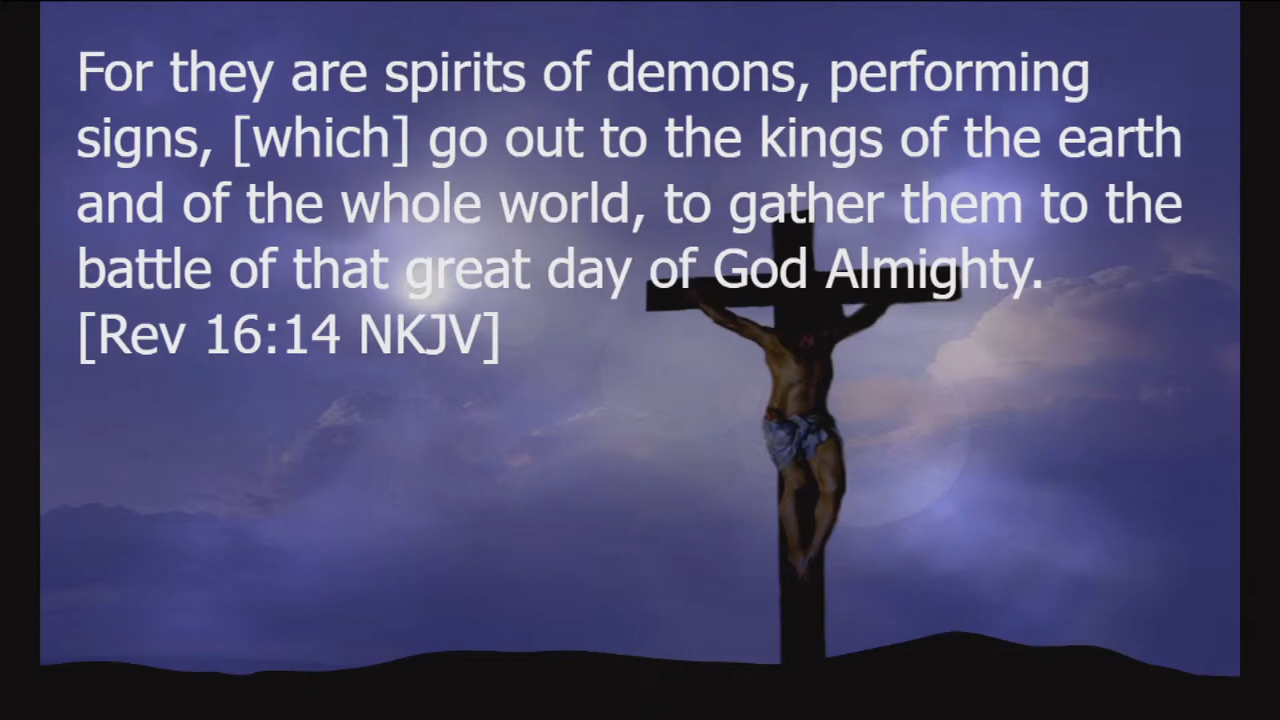 For they are spirits of demons, performing
signs, [which] go out to the kings of the earth
and of the whole world, to gather them to the
battle of that great day of God Almighty.
[Rev 16:14 NKJV]